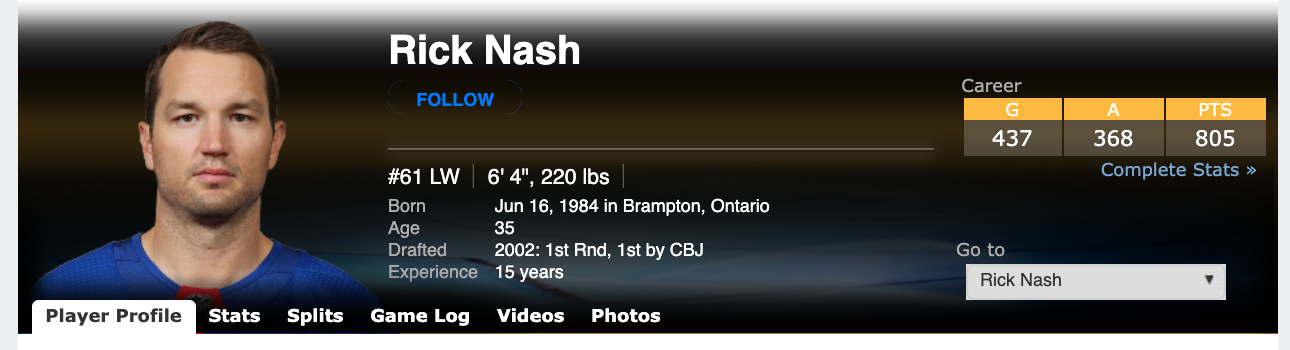 Rick Nash
FOLLOW
Career
G A PTS
437 368 805
Complete Stats »
#61 LW 6' 4", 220 lbs
Born Jun 16, 1984 in Brampton, Ontario
Age 35
Drafted 2002: 1st Rnd, 1st by CBJ
Experience 15 years
Go to
Rick Nash ▼
Player Profile Stats Splits Game Log Videos Photos